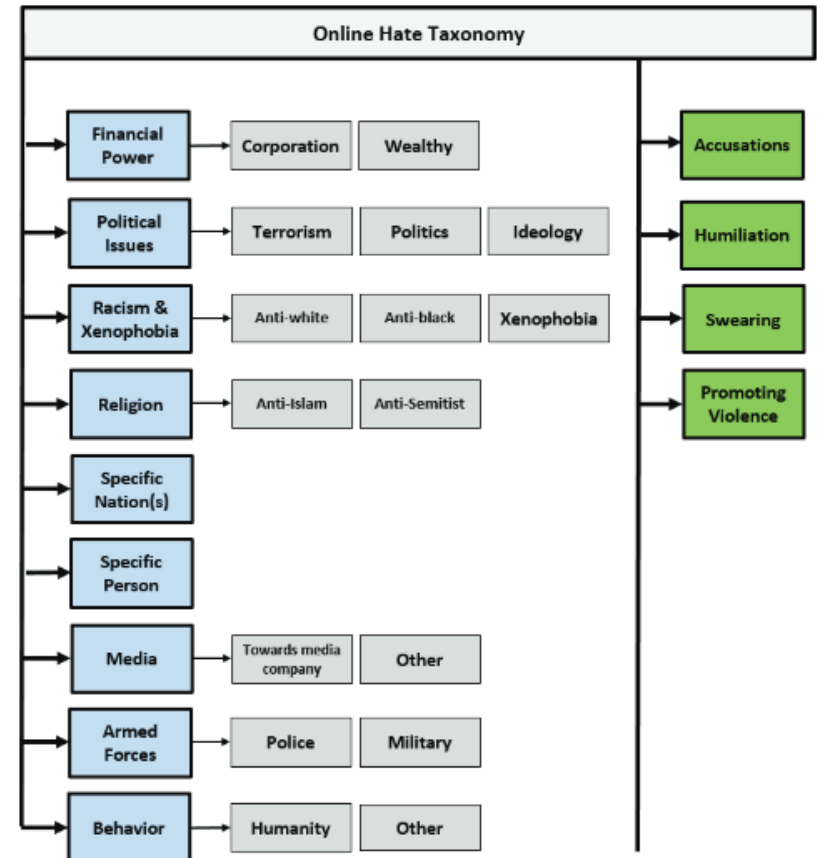 Online Hate Taxonomy
Financial
Power
Corporation
Wealthy
Accusations
Political
Issues
Terrorism
Politics
Ideology
Humiliation
Racism &
Xenophobia
Anti-white
Anti-black
Xenophobia
Swearing
Religion
Anti-Islam
Anti-Semitist
Promoting
Violence
Specific
Nation(s)
Specific
Person
Media
Towards media
company
Other
Armed
Forces
Police
Military
Behavior
Humanity
Other